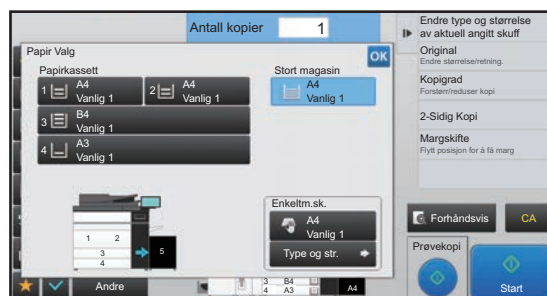 Antall kopier 1
Papir Valg
OK
Papirkassett
1 A4
Vanlig 1
2 A4
Vanlig 1
3 B4
Vanlig 1
4 A3
Vanlig 1
Stort magasin
A4
Vanlig 1
1 2
3
4
5
Enkeltm.sk.
A4
Vanlig 1
Type og str.
Andre
3 B4
4 A3
A4
Endre type og størrelse
av aktuell angitt skuff
Original
Endre størrelse/retning.
Kopigrad
Forstørr/reduser kopi
2-Sidig Kopi
Margskifte
Flytt posisjon for å få marg
Forhåndsvis
CA
Prøvekopi
Start